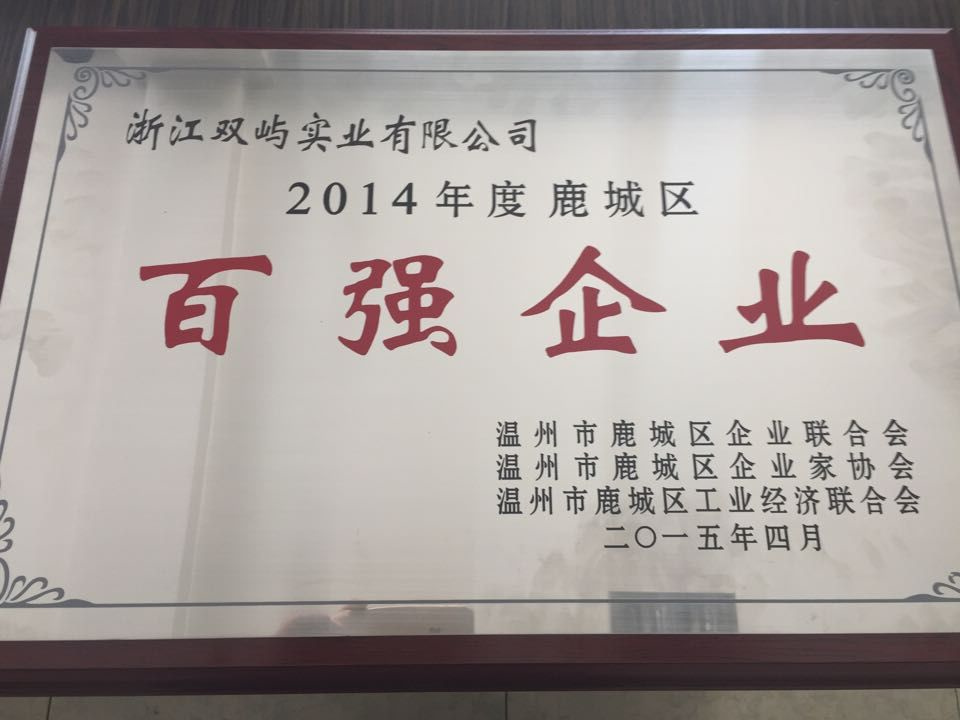 浙江双屿实业有限公司
2014年度 鹿城区
百强企业
温州市鹿城区企业联合会
温州市鹿城区企业家协会
温州市鹿城区工业经济联合会
二〇一五年四月